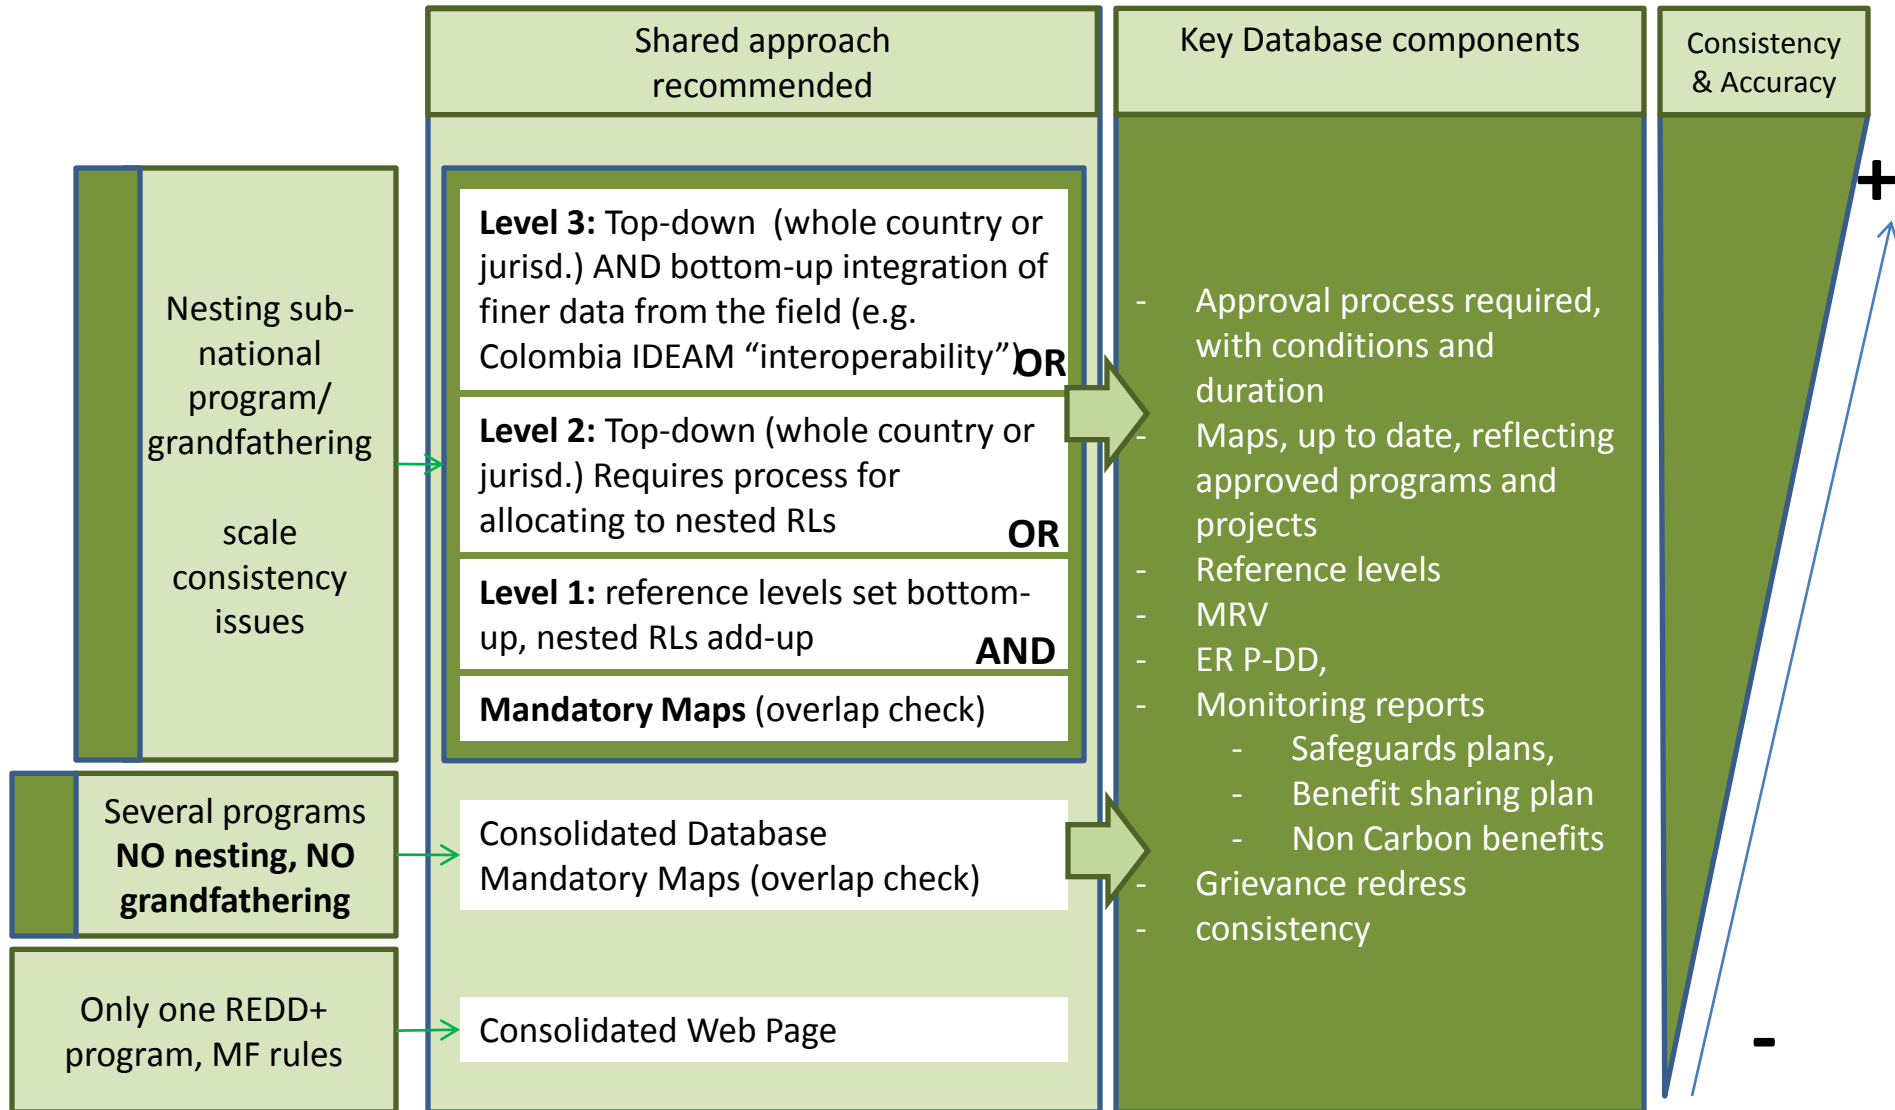 Shared approach
recommended
Key Database components
Consistency
& Accuracy
Nesting sub-
national
program/
grandfathering
scale
consistency
issues
Level 3: Top-down (whole country or
jurisd.) AND bottom-up integration of
finer data from the field (e.g.
Colombia IDEAM “interoperability”)
OR
Level 2: Top-down (whole country or
jurisd.) Requires process for
allocating to nested RLs
OR
Level 1: reference levels set bottom-
up, nested RLs add-up
AND
Mandatory Maps (overlap check)
Several programs
NO nesting, NO
grandfathering
Consolidated Database
Mandatory Maps (overlap check)
Only one REDD+
program, MF rules
Consolidated Web Page
- Approval process required,
with conditions and
duration
- Maps, up to date, reflecting
approved programs and
projects
- Reference levels
- MRV
- ER P-DD,
- Monitoring reports
- Safeguards plans,
- Benefit sharing plan
- Non Carbon benefits
- Grievance redress
- consistency
+
-